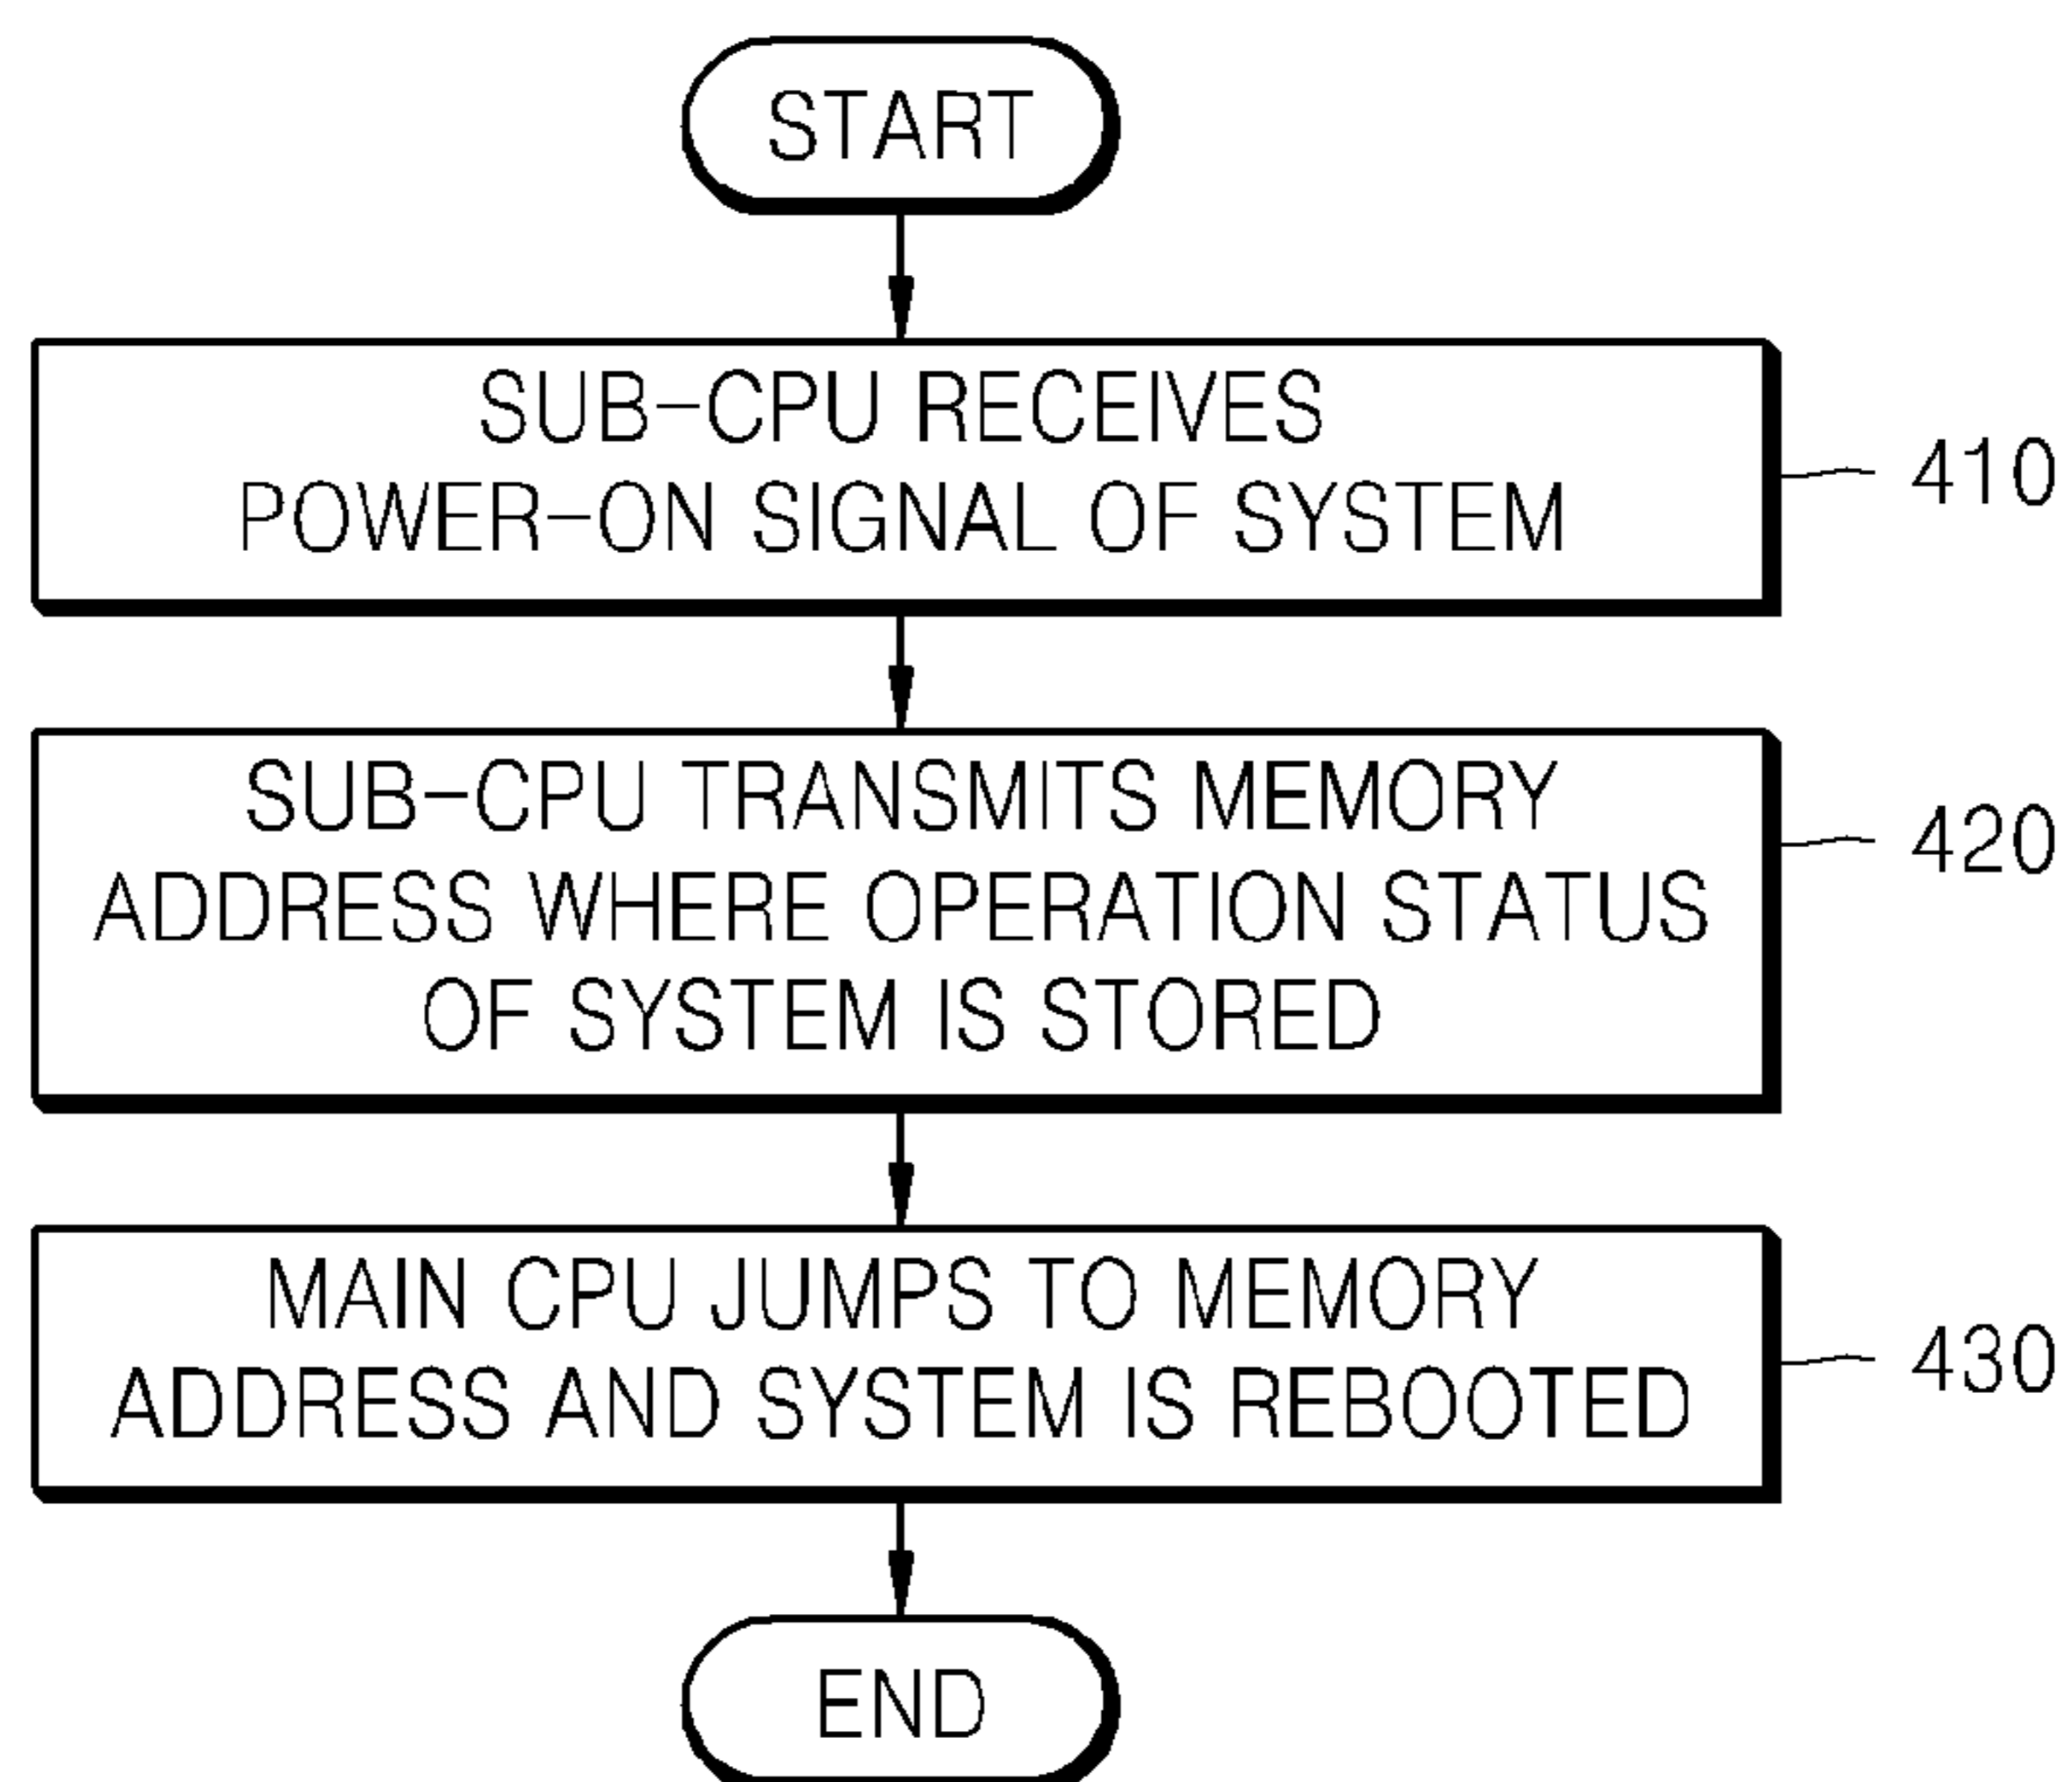 START
SUB-CPU RECEIVES
POWER-ON SIGNAL OF SYSTEM
410
SUB-CPU TRANSMITS MEMORY
ADDRESS WHERE OPERATION STATUS
OF SYSTEM IS STORED
420
MAIN CPU JUMPS TO MEMORY
ADDRESS AND SYSTEM IS REBOOTED
430
END